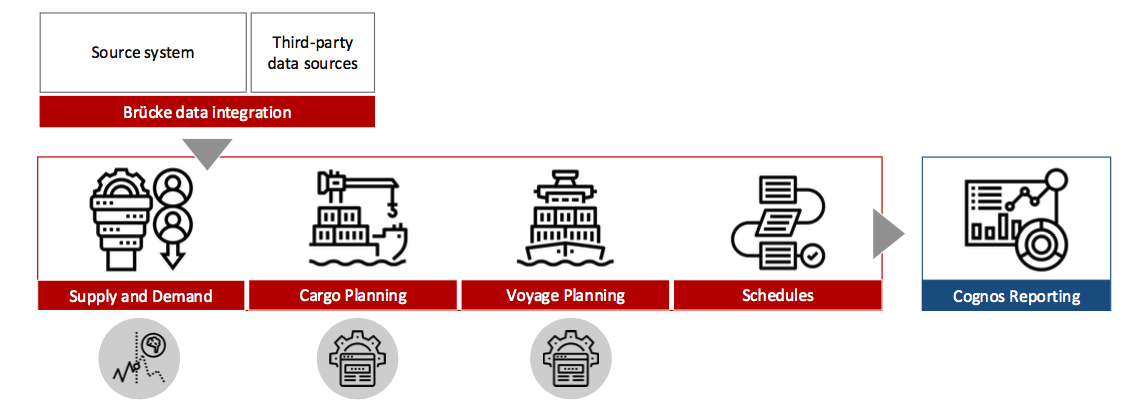 Source system
Third-party
data sources
Brücke data integration
Supply and Demand
Cargo Planning
Voyage Planning
Schedules
Cognos Reporting